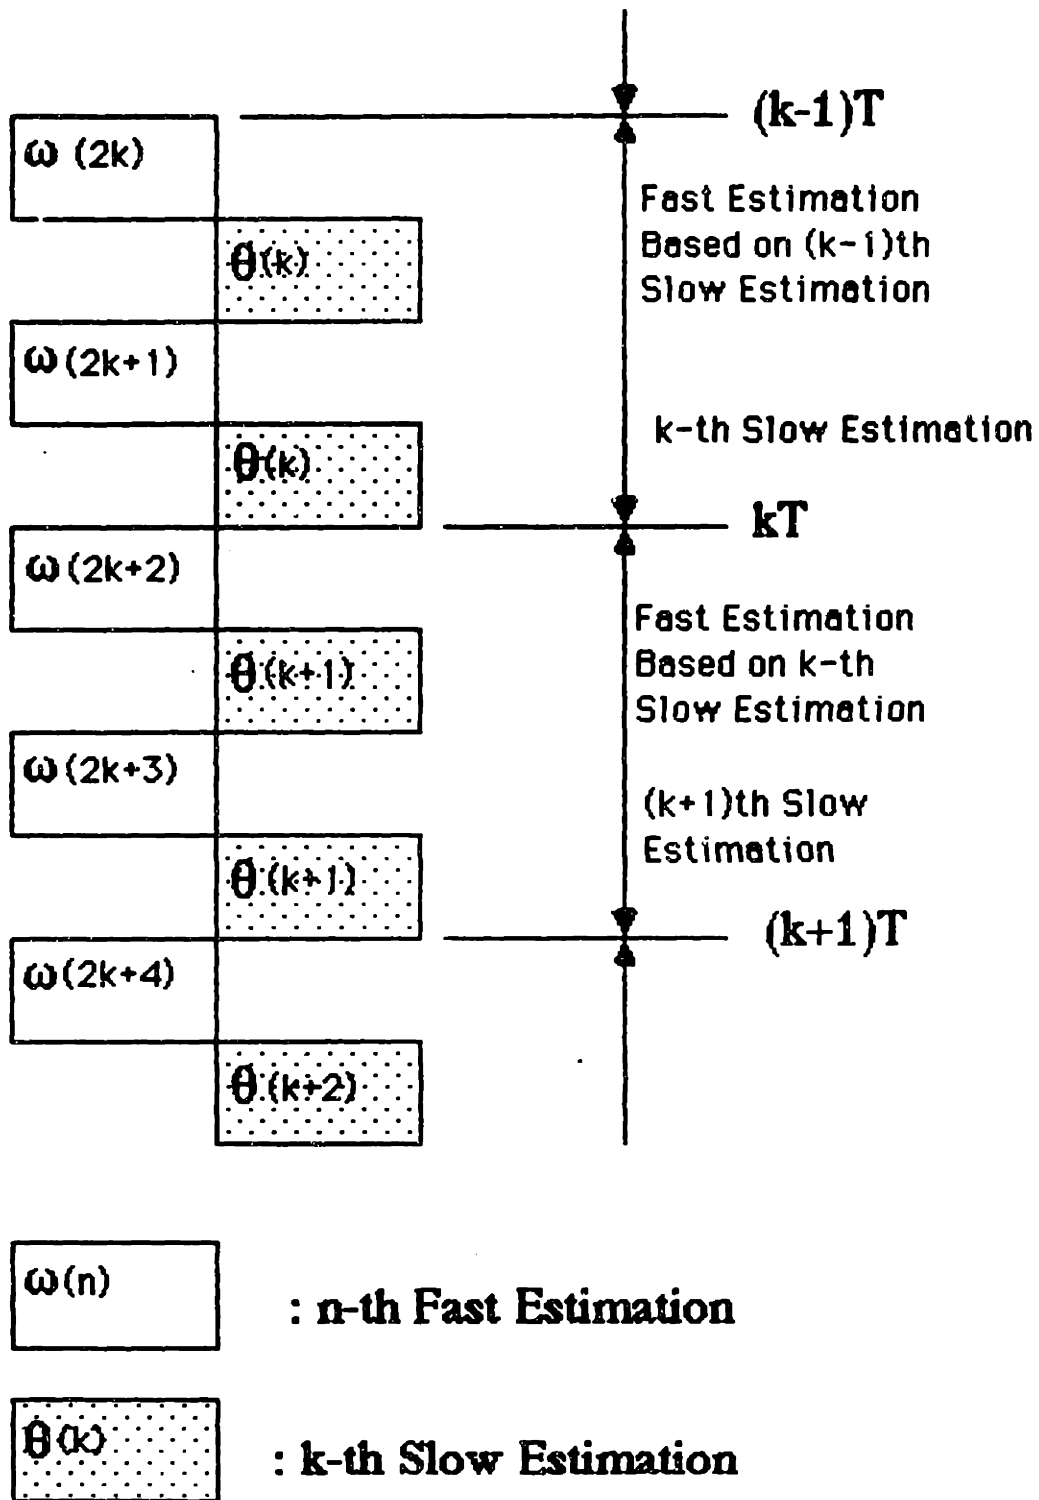 (k-1)T
ω (2k)
Fast Estimation
Based on (k-1)th
Slow Estimation
θ(k)
ω(2k+1)
k-th Slow Estimation
θ(k)
kT
ω(2k+2)
Fast Estimation
Based on k-th
Slow Estimation
θ(k+1)
ω(2k+3)
(k+1)th Slow
Estimation
θ(k+1)
(k+1)T
ω(2k+4)
θ(k+2)
ω(n)
: n-th Fast Estimation
θ(k)
: k-th Slow Estimation